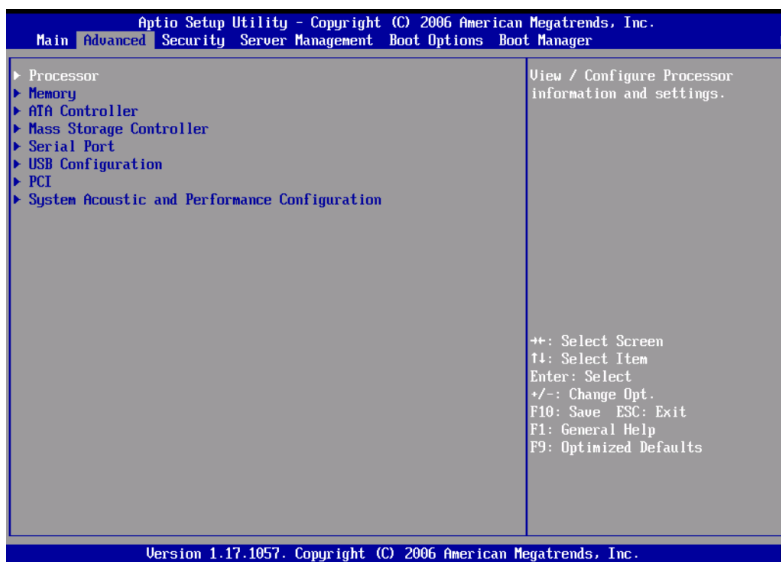 Aptio Setup Utility - Copyright (C) 2006 American Megatrends, Inc.
Main Advanced Security Server Management Boot Options Boot Manager
Processor
Memory
ATA Controller
Mass Storage Controller
Serial Port
USB Configuration
PCI
System Acoustic and Performance Configuration
View / Configure Processor
information and settings.
→←: Select Screen
↑↓: Select Item
Enter: Select
+/-: Change Opt.
F10: Save ESC: Exit
F1: General Help
F9: Optimized Defaults
Version 1.17.1057. Copyright (C) 2006 American Megatrends, Inc.